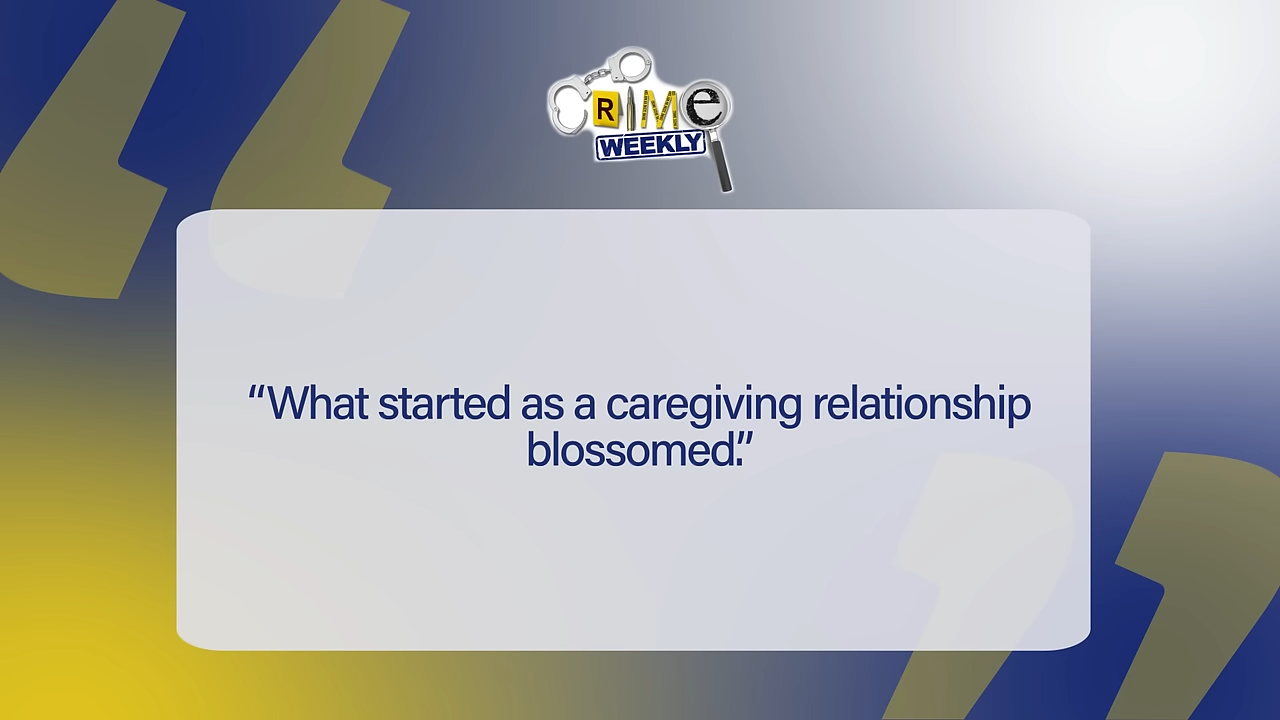 CRIME
WEEKLY
“What started as a caregiving relationship
blossomed.”